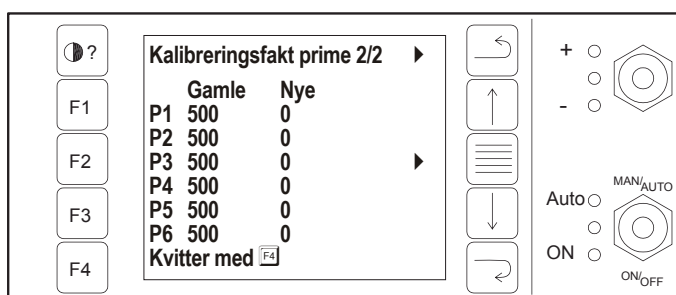 ?
F1
F2
F3
F4
Kalibreringsfakt prime 2/2
Gamle Nye
P1 500 0
P2 500 0
P3 500 0
P4 500 0
P5 500 0
P6 500 0
Kvitter med F4
+
-
MAN/AUTO
Auto
ON
ON/OFF